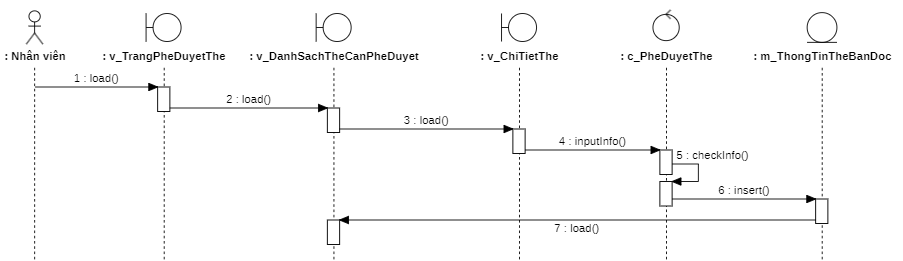 : Nhân viên
: v_TrangPheDuyetThe
: v_DanhSachTheCanPheDuyet
: v_ChiTietThe
: c_PheDuyetThe
: m_ThongTinTheBanDoc
1 : load()
2 : load()
3 : load()
4 : inputInfo()
5 : checkInfo()
6 : insert()
7 : load()